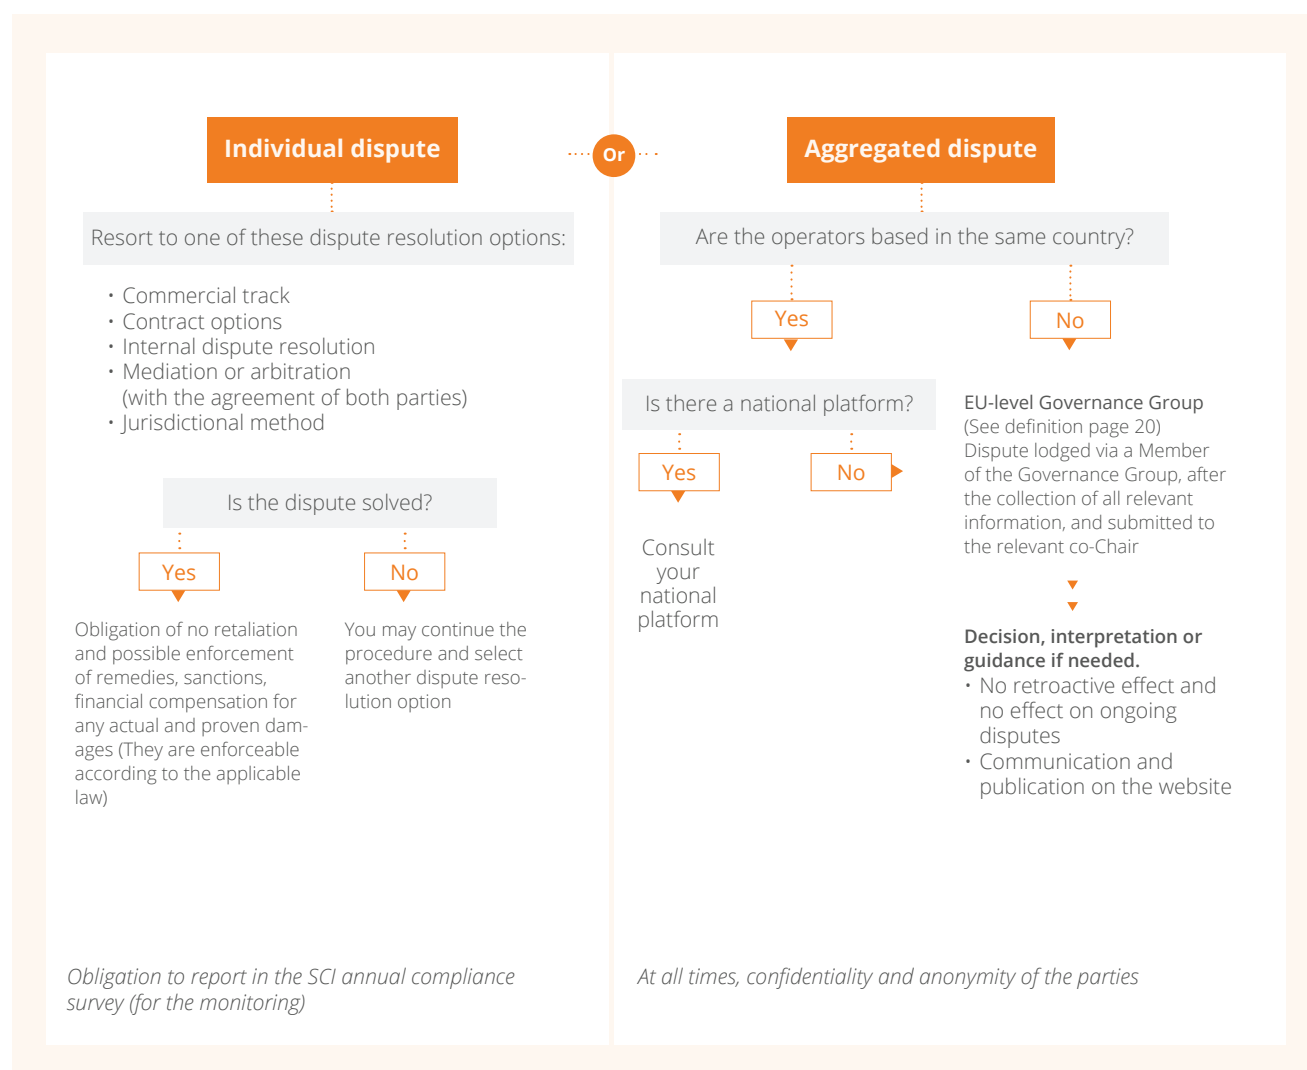 Individual dispute
Or
Aggregated dispute
Resort to one of these dispute resolution options:
• Commercial track
• Contract options
• Internal dispute resolution
• Mediation or arbitration
(with the agreement of both parties)
• Jurisdictional method
Is the dispute solved?
Yes
No
Obligation of no retaliation
and possible enforcement
of remedies, sanctions,
financial compensation for
any actual and proven dam-
ages (They are enforceable
according to the applicable
law)
You may continue the
procedure and select
another dispute reso-
lution option
Obligation to report in the SCI annual compliance
survey (for the monitoring)
Are the operators based in the same country?
Yes
No
Is there a national platform?
Yes
No
Consult
your
national
platform
EU-level Governance Group
(See definition page 20)
Dispute lodged via a Member
of the Governance Group, after
the collection of all relevant
information, and submitted to
the relevant co-Chair
Decision, interpretation or
guidance if needed.
• No retroactive effect and
no effect on ongoing
disputes
• Communication and
publication on the website
At all times, confidentiality and anonymity of the parties